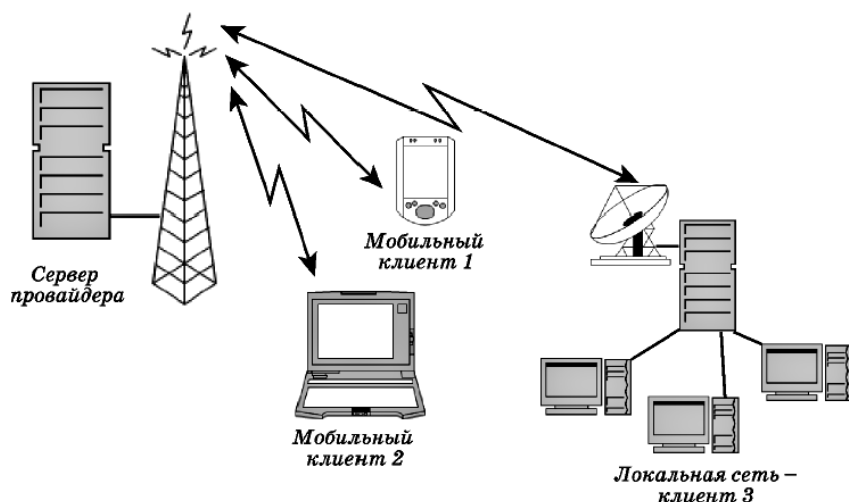 Сервер
провайдера
Мобильный
клиент 1
Мобильный
клиент 2
Локальная сеть –
клиент 3